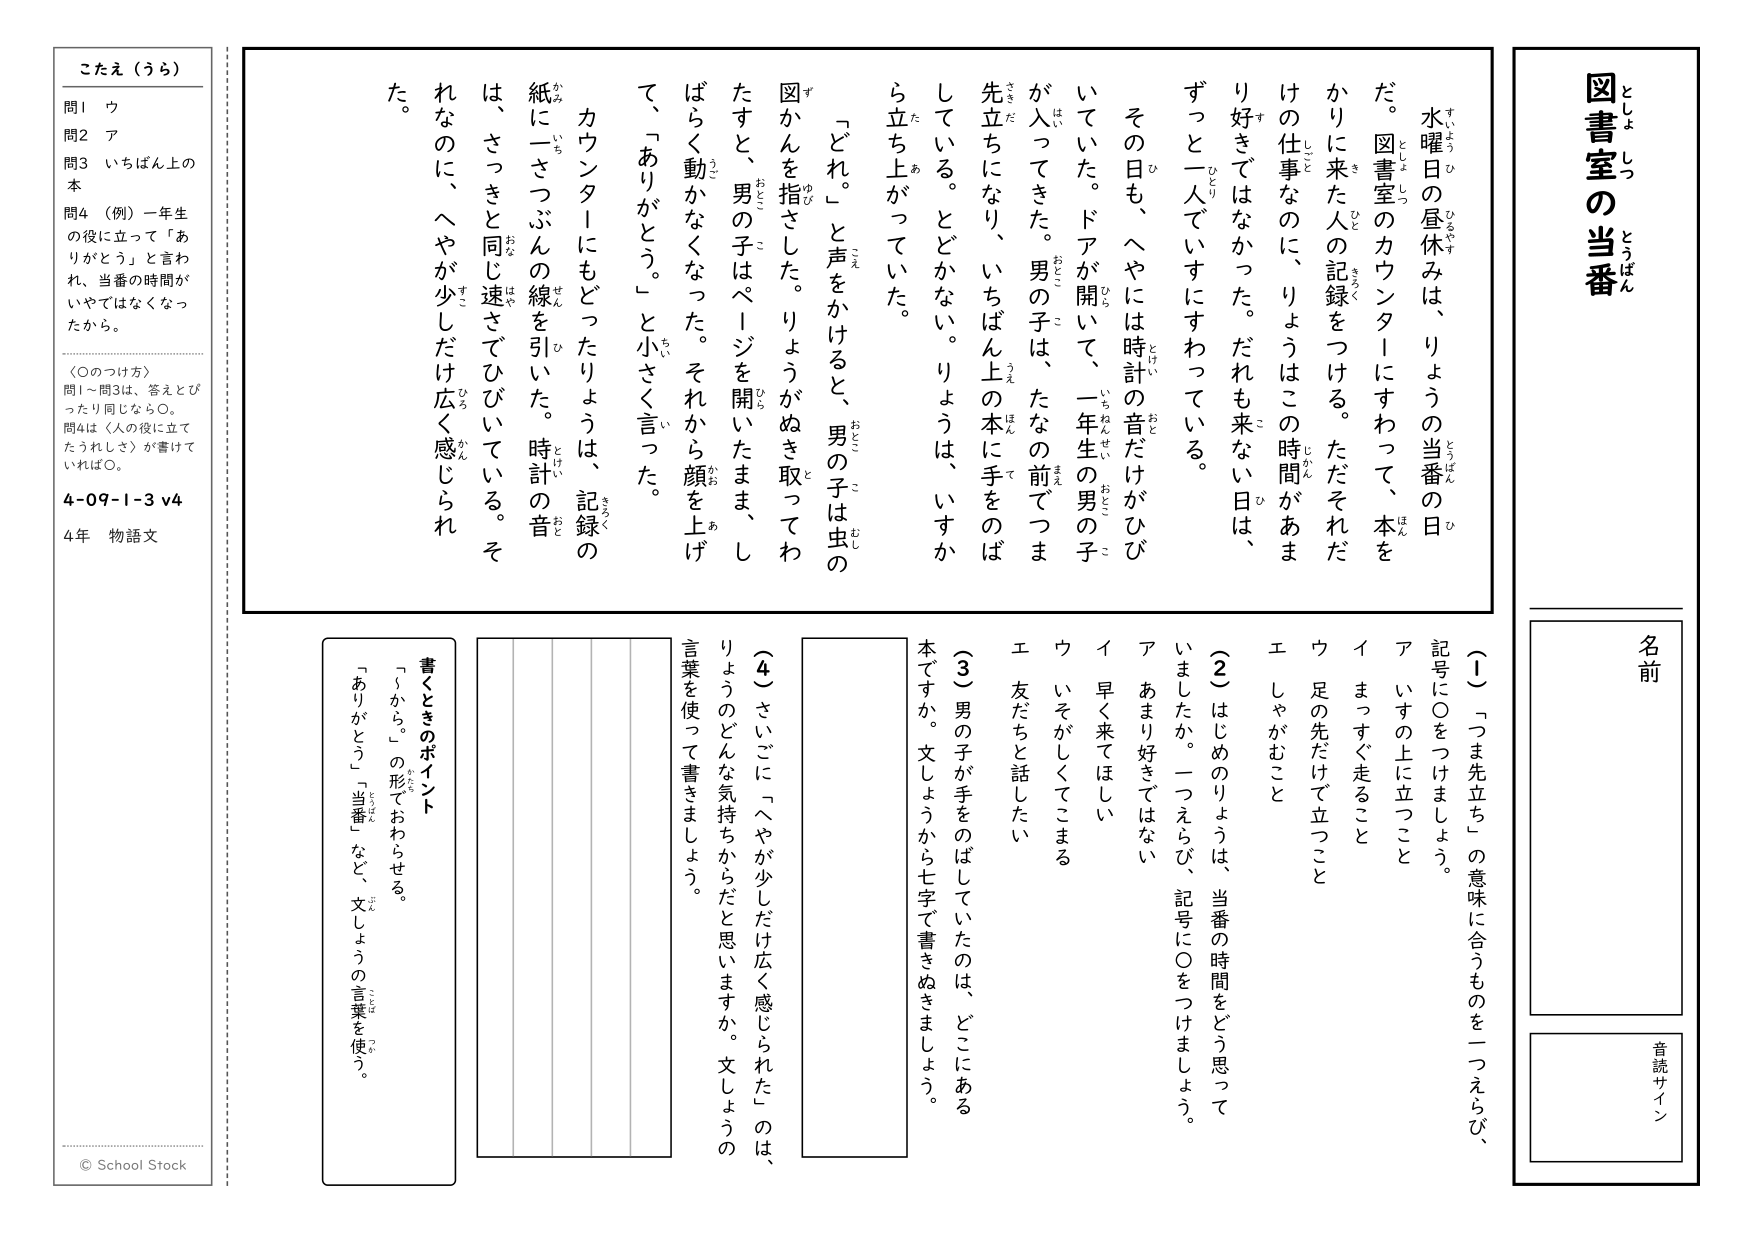 図書室の当番
名前
音読サイン
水曜日の昼休みは、りょうの当番の日
だ。図書室のカウンターにすわって、本を
かりに来た人の記録をつける。ただそれだ
けの仕事なのに、りょうはこの時間があま
り好きではなかった。だれも来ない日は、
ずっと一人でいすにすわっている。
その日も、へやには時計の音だけがひび
いていた。ドアが開いて、一年生の男の子
が入ってきた。男の子は、たなの前でつま
先立ちになり、いちばん上の本に手をのば
している。とどかない。りょうは、いすか
ら立ち上がっていた。
「どれ。」と声をかけると、男の子は虫の
図かんを指さした。りょうがぬき取ってわ
たすと、男の子はページを開いたまま、し
ばらく動かなくなった。それから顔を上げ
て、「ありがとう。」と小さく言った。
カウンターにもどったりょうは、記録の
紙に一さつぶんの線を引いた。時計の音
は、さっきと同じ速さでひびいている。そ
れなのに、へやが少しだけ広く感じられ
た。
(1)「つま先立ち」の意味に合うものを一つえらび、
記号に○をつけましょう。
ア いすの上に立つこと
イ まっすぐ走ること
ウ 足の先だけで立つこと
エ しゃがむこと
(2)はじめのりょうは、当番の時間をどう思って
いましたか。一つえらび、記号に○をつけましょう。
ア あまり好きではない
イ 早く来てほしい
ウ いそがしくてこまる
エ 友だちと話したい
(3)男の子が手をのばしていたのは、どこにある
本ですか。文しょうから七字で書きぬきましょう。
(4)さいごに「へやが少しだけ広く感じられた」のは、
りょうのどんな気持ちからだと思いますか。文しょうの
言葉を使って書きましょう。
書くときのポイント
「〜から。」の形でおわらせる。
「ありがとう」「当番」など、文しょうの言葉を使う。
こたえ（うら）
問1 ウ
問2 ア
問3 いちばん上の
本
問4 （例）一年生
の役に立って「あ
りがとう」と言わ
れ、当番の時間が
いやではなくなっ
たから。
〈○のつけ方〉
問1〜問3は、答えとぴ
ったり同じなら○。
問4は〈人の役に立て
たうれしさ〉が書けて
いれば○。
4-09-1-3 v4
4年 物語文
© School Stock